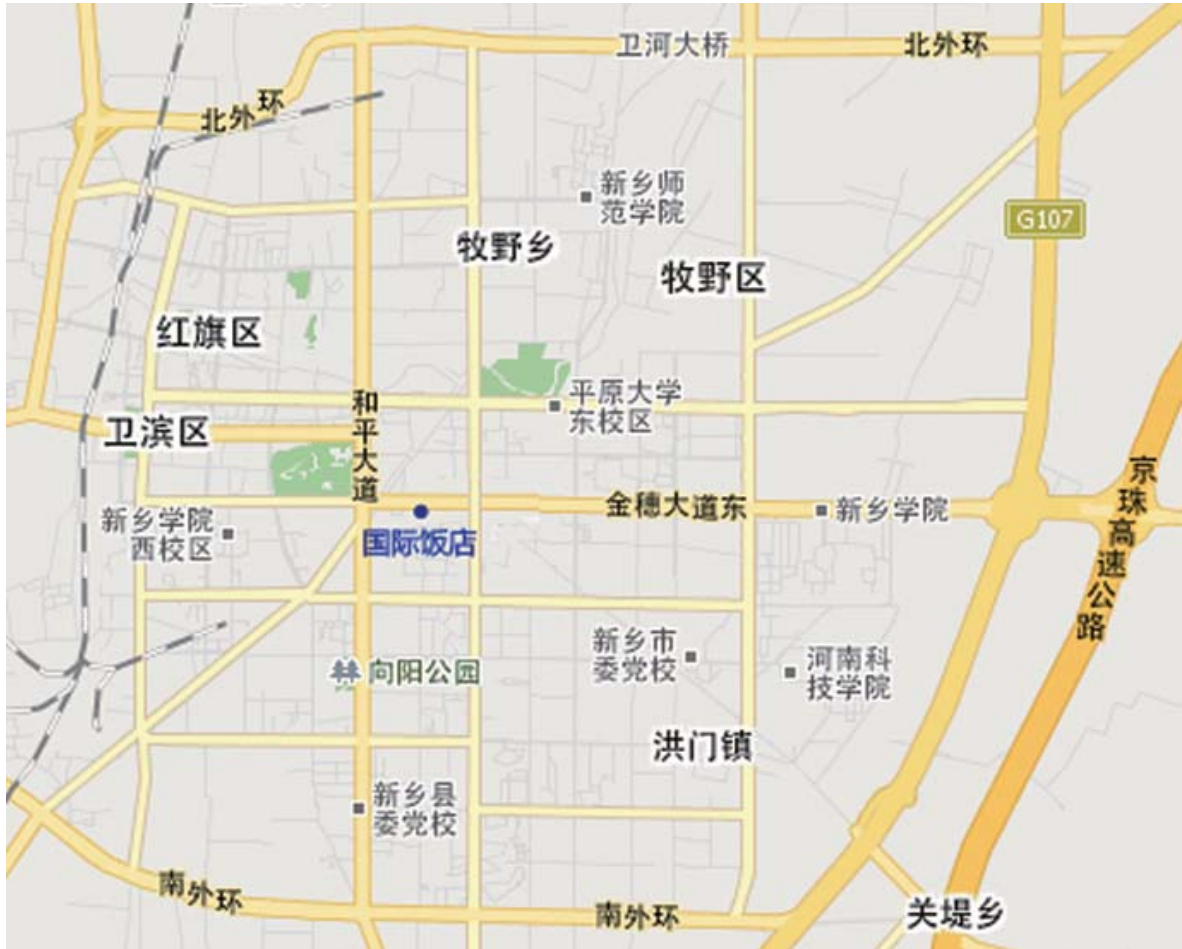 卫河大桥
北外环
北外环
新乡师
范学院
G107
牧野乡
牧野区
红旗区
平原大学
东校区
和平大道
卫滨区
京珠高速公路
金穗大道东
新乡学院
新乡学院
西校区
国际饭店
新乡市
委党校
河南科
技学院
向阳公园
洪门镇
新乡县
委党校
南外环
南外环
关堤乡